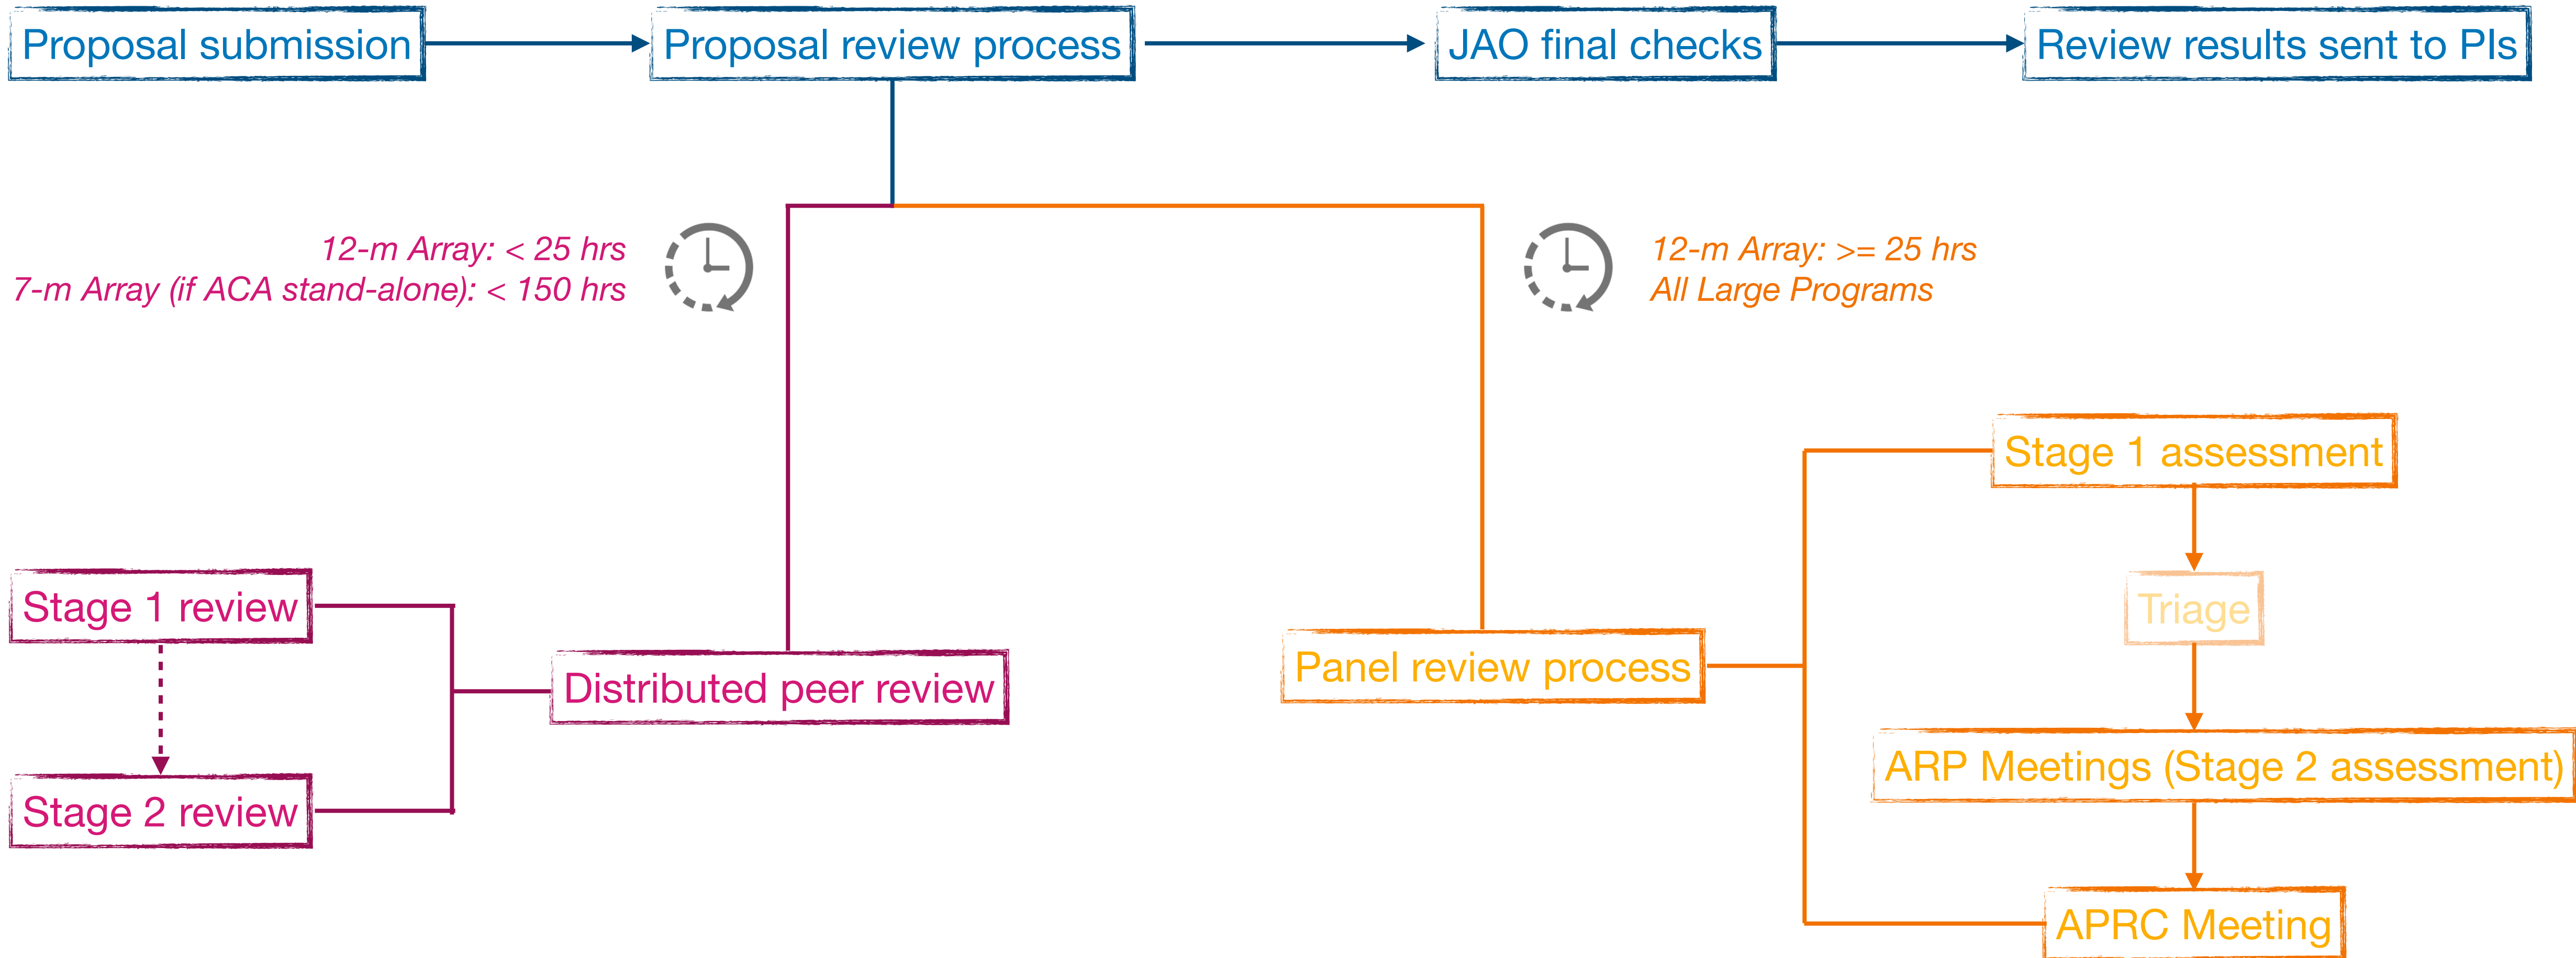 Proposal submission
Proposal review process
JAO final checks
Review results sent to PIs
12-m Array: < 25 hrs
7-m Array (if ACA stand-alone): < 150 hrs
12-m Array: >= 25 hrs
All Large Programs
Stage 1 review
Stage 2 review
Distributed peer review
Panel review process
Stage 1 assessment
Triage
ARP Meetings (Stage 2 assessment)
APRC Meeting